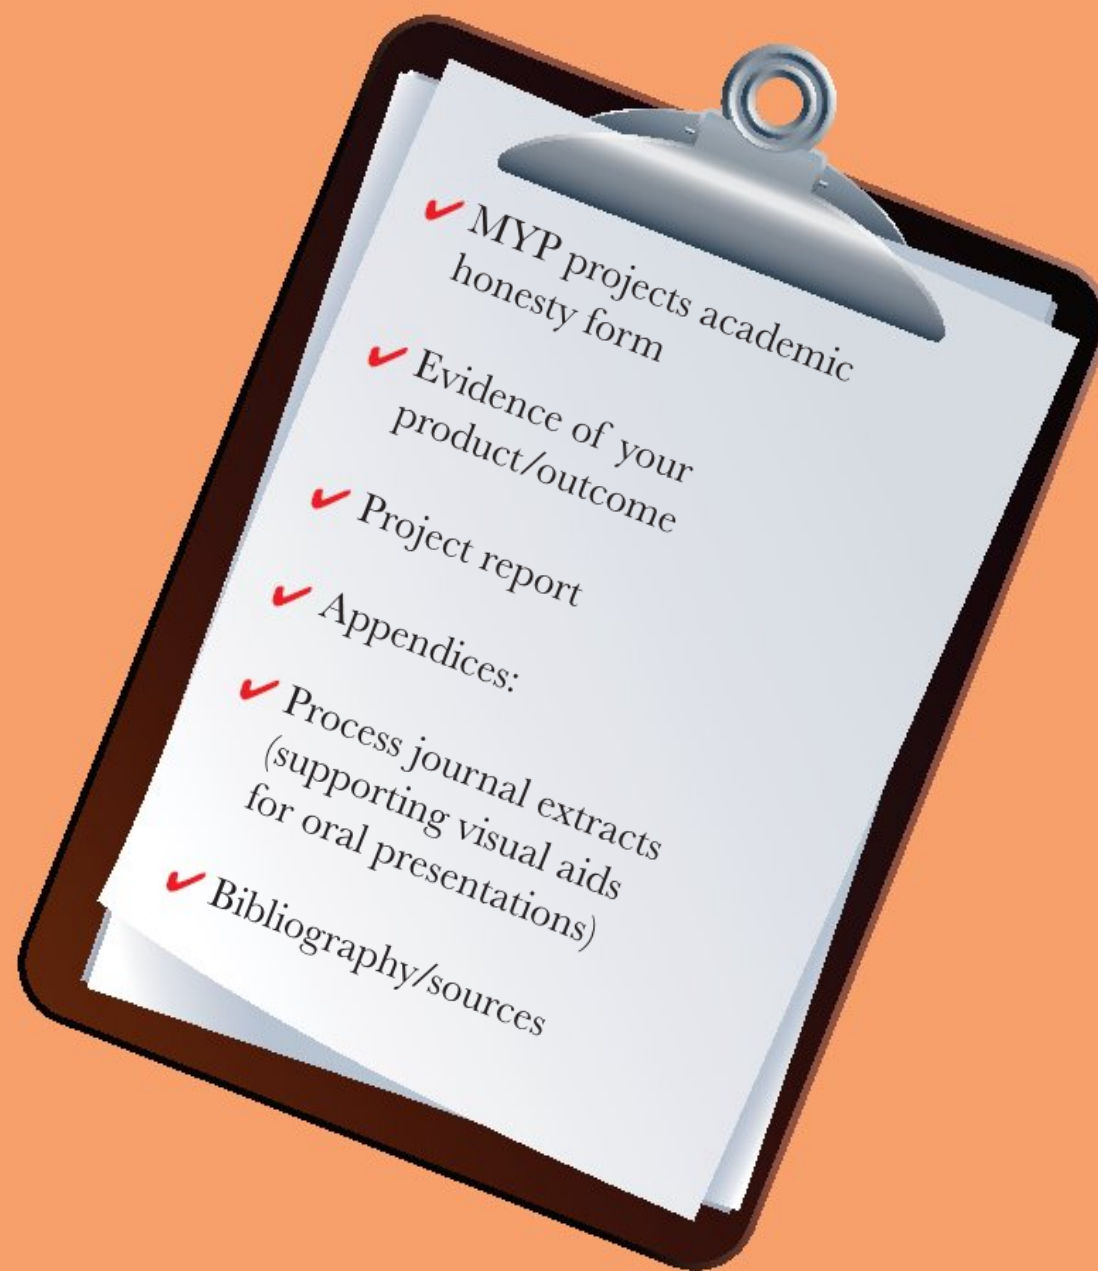 MYP projects academic
honesty form
Evidence of your
product/outcome
Project report
Appendices:
Process journal extracts
(supporting visual aids
for oral presentations)
Bibliography/sources